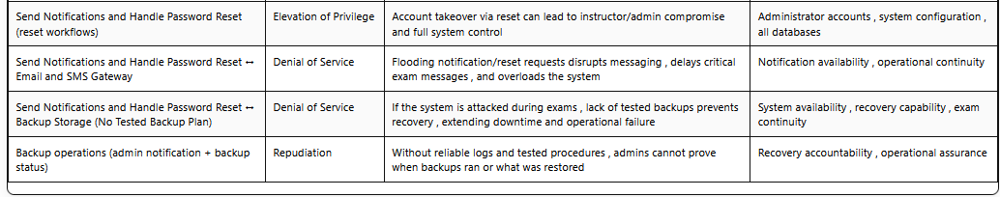 Send Notifications and Handle Password Reset
(reset workflows)
Elevation of Privilege
Account takeover via reset can lead to instructor/admin compromise
and full system control
Administrator accounts , system configuration ,
all databases
Send Notifications and Handle Password Reset ↔
Email and SMS Gateway
Denial of Service
Flooding notification/reset requests disrupts messaging , delays critical
exam messages , and overloads the system
Notification availability , operational continuity
Send Notifications and Handle Password Reset ↔
Backup Storage (No Tested Backup Plan)
Denial of Service
If the system is attacked during exams , lack of tested backups prevents
recovery , extending downtime and operational failure
System availability , recovery capability , exam
continuity
Backup operations (admin notification + backup
status)
Repudiation
Without reliable logs and tested procedures , admins cannot prove
when backups ran or what was restored
Recovery accountability , operational assurance